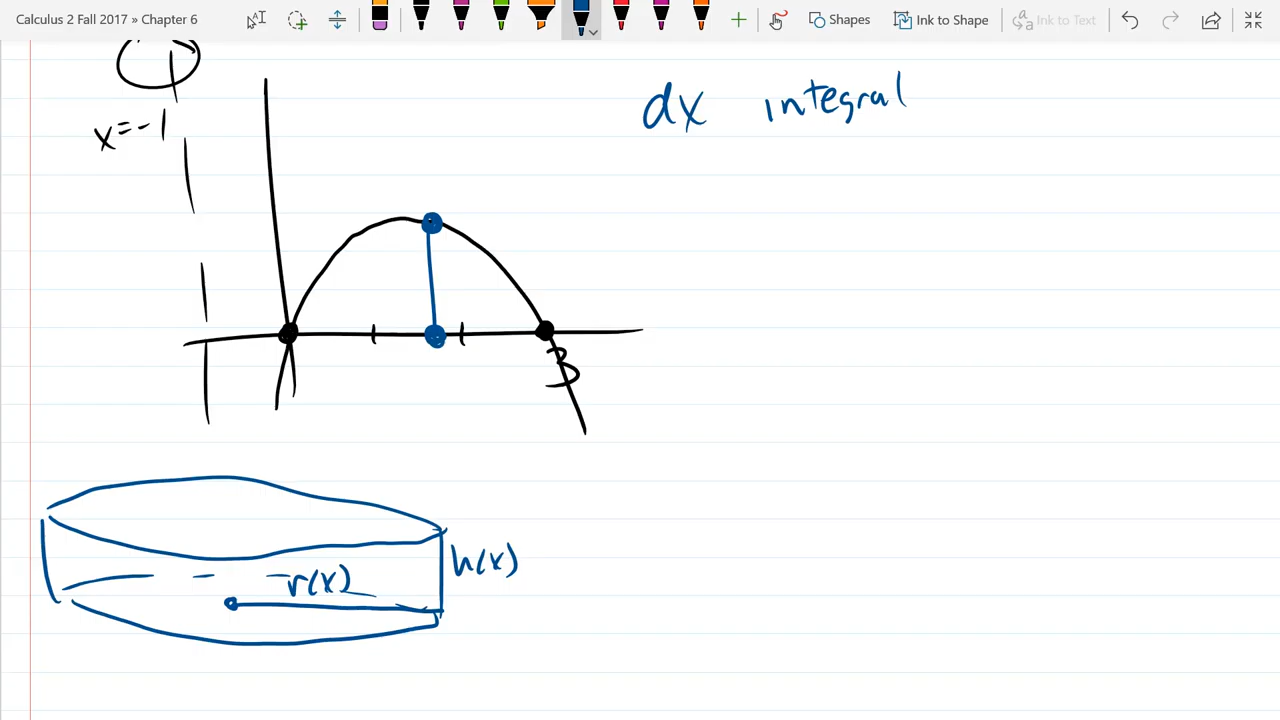 Calculus 2 Fall 2017 » Chapter 6
Shapes
Ink to Shape
Ink to Text
dx integral
x=-1
3
h(x)
r(x)